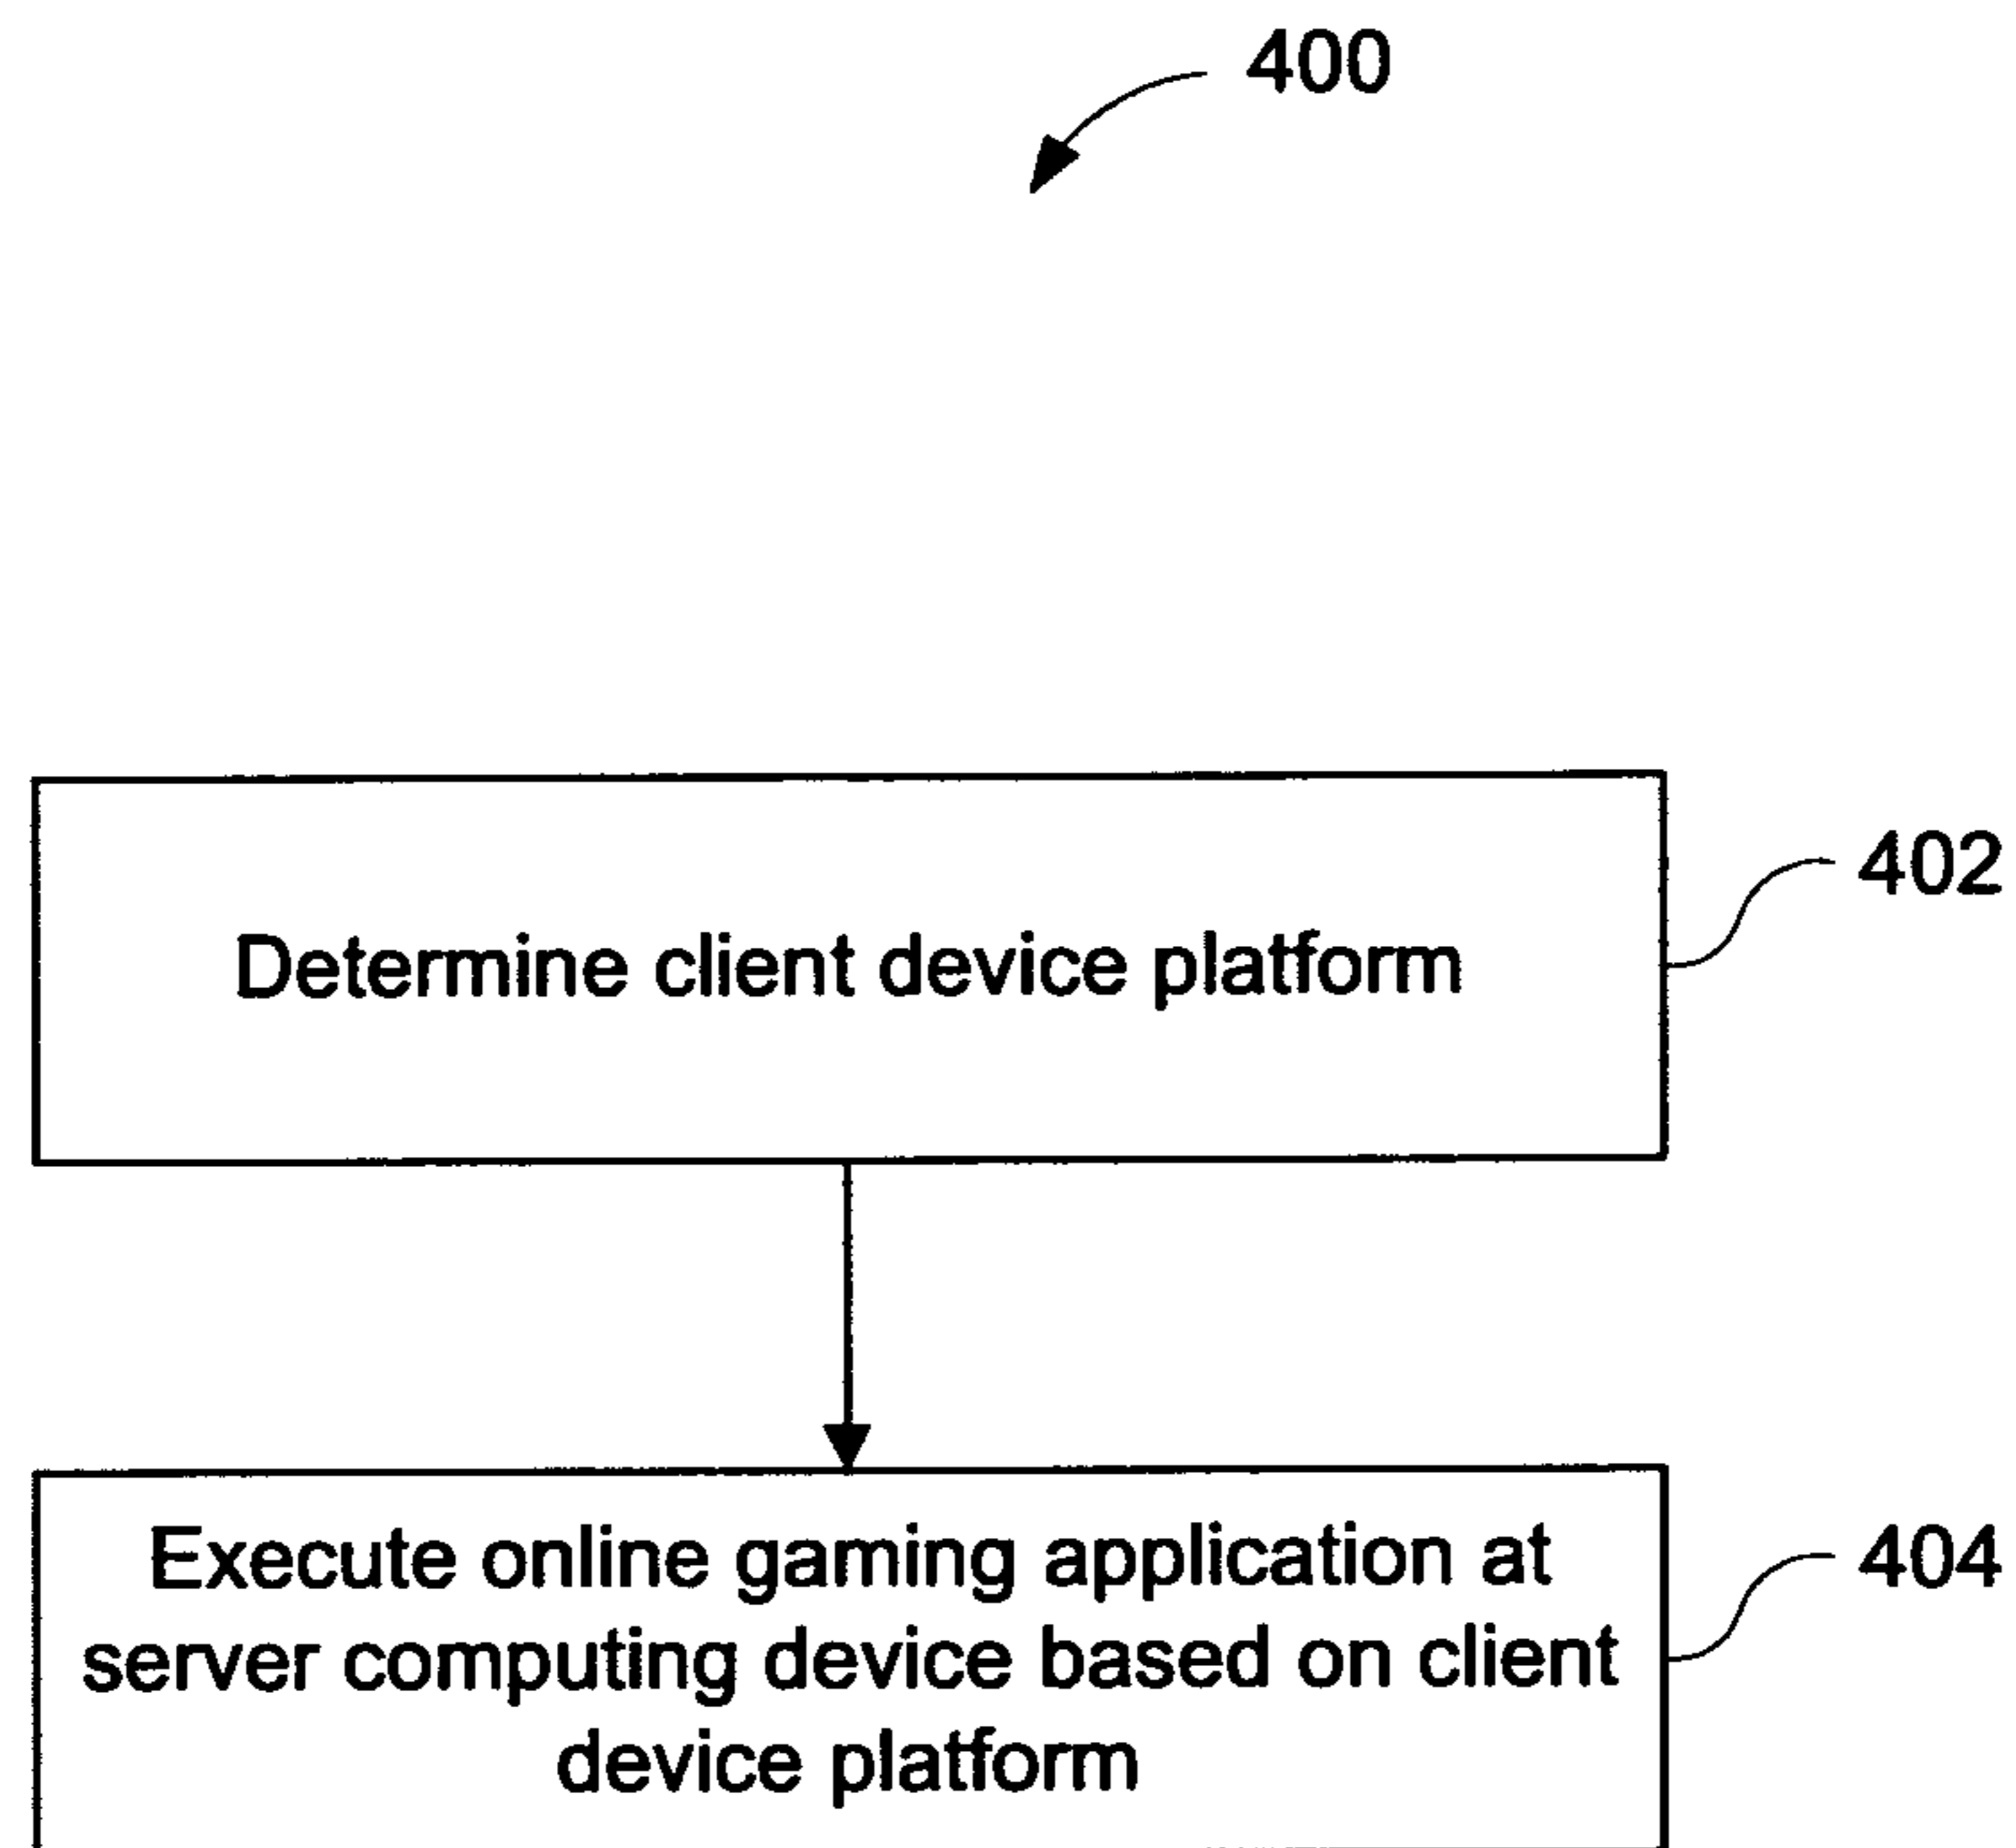 400
Determine client device platform
402
Execute online gaming application at
server computing device based on client
device platform
404